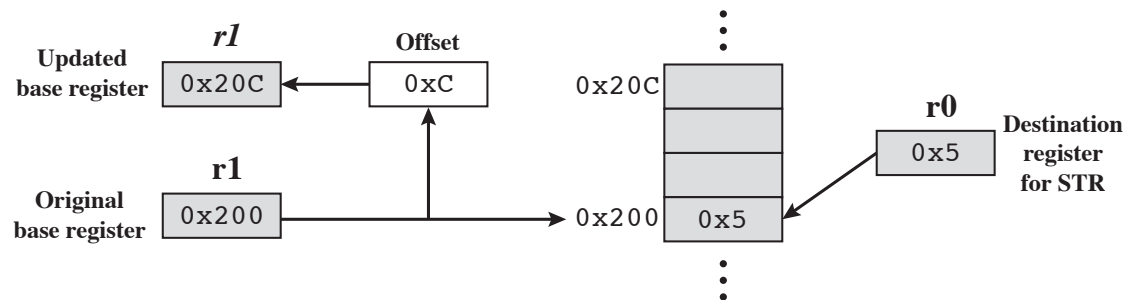 r1
Updated
base register
0x20C
Offset
0xC
r1
Original
base register
0x200
0x20C
0x200
0x5
r0
0x5
Destination
register
for STR